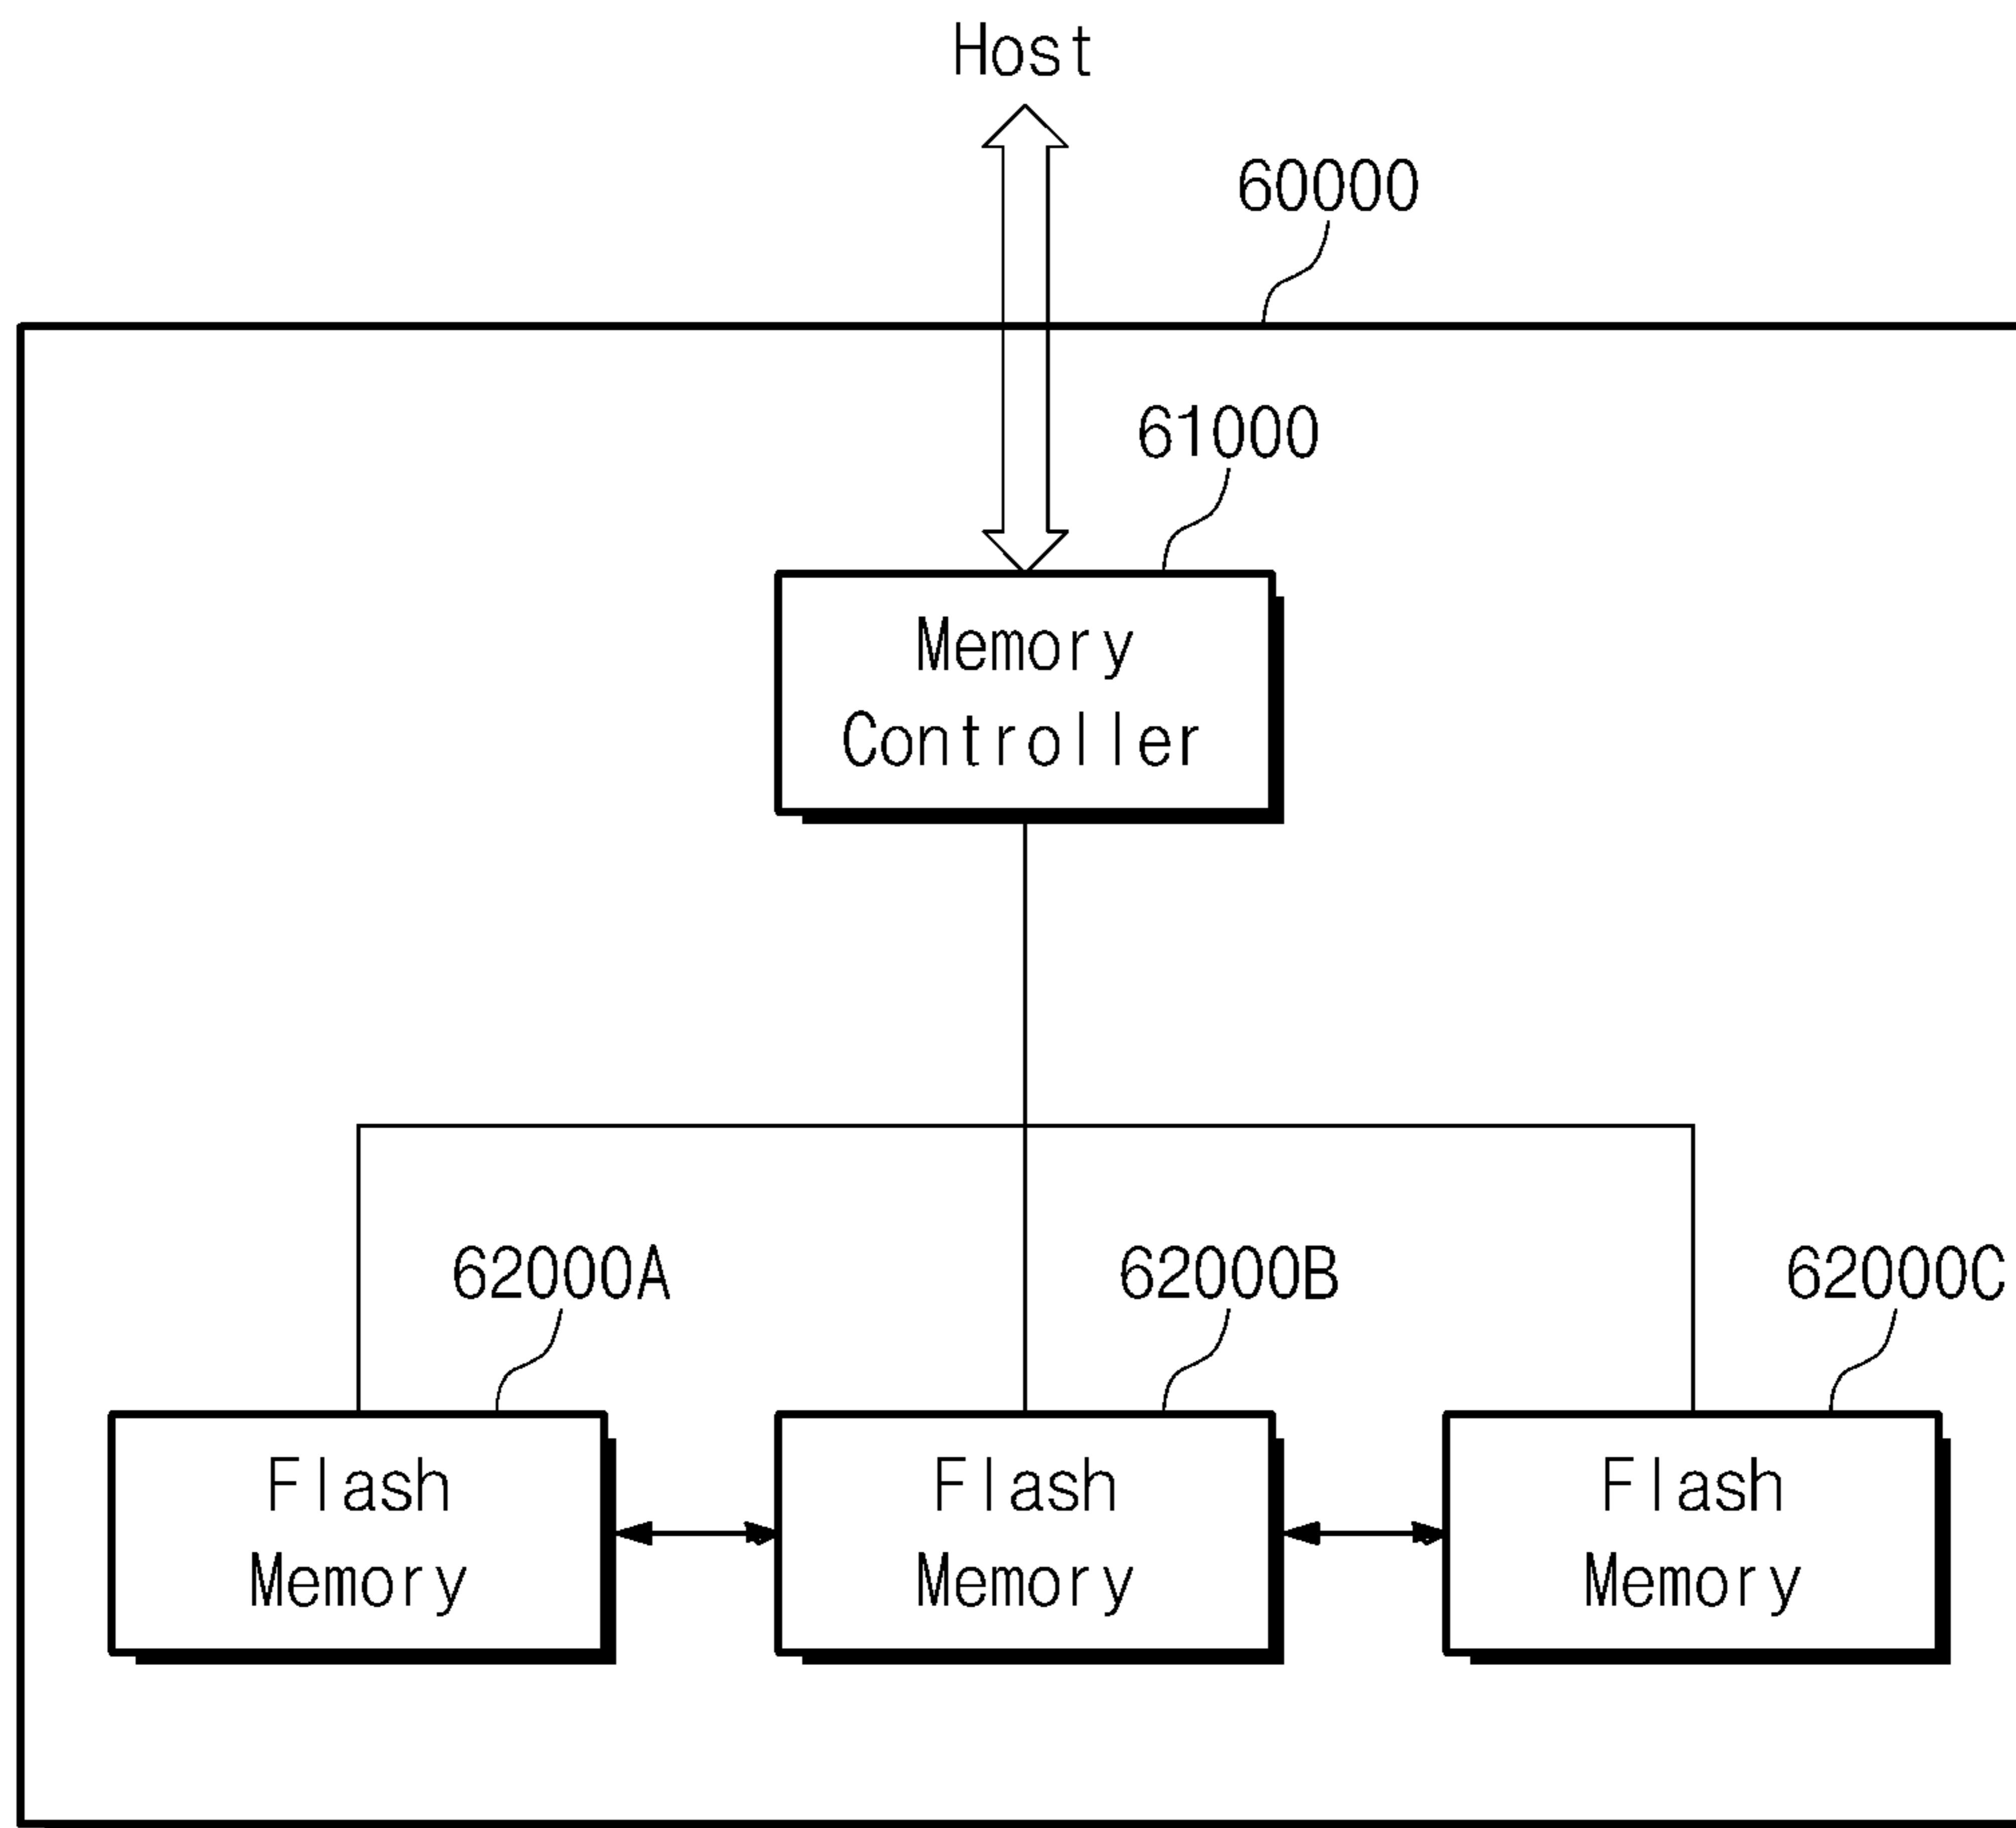 Host
60000
61000
Memory
Controller
62000A
62000B
62000C
Flash
Memory
Flash
Memory
Flash
Memory